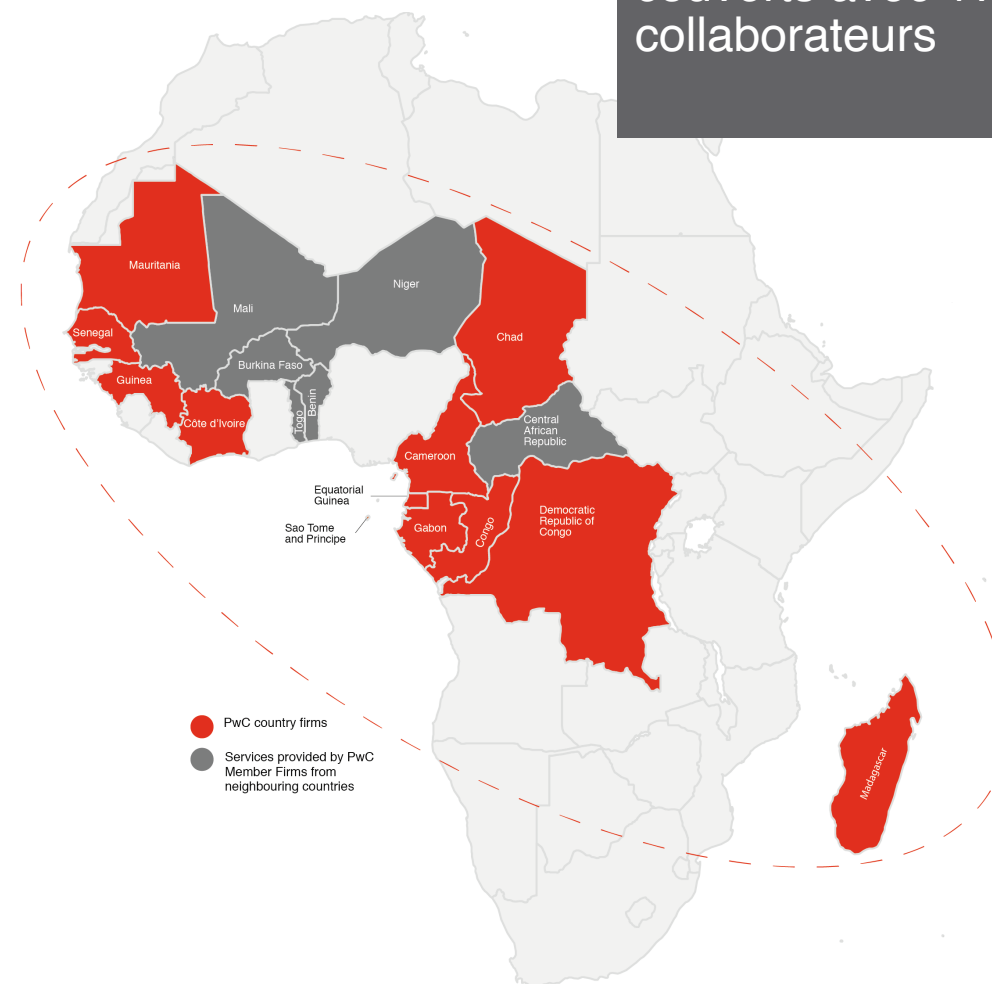 collaborateurs
Mauritania
Niger
Mali
Senegal
Chad
Burkina Faso
Guinea
Benin
Togo
Côte d'Ivoire
Central
African
Republic
Cameroon
Equatorial
Guinea
Sao Tome
and Principe
Gabon
Congo
Democratic
Republic of
Congo
PwC country firms
Services provided by PwC
Member Firms from
neighbouring countries
Madagascar